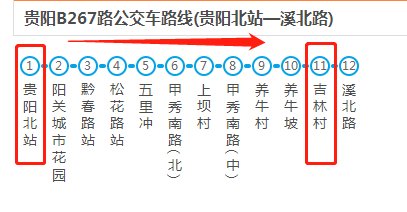 贵阳B267路公交车路线(贵阳北站—溪北路)
1 2 3 4 5 6 7 8 9 10 11 12
贵阳北站
阳关城市花园
黔春路站
松花路站
五里冲
甲秀南路(北)
上坝村
甲秀南路(中)
养牛村
养牛坡
吉林村
溪北路